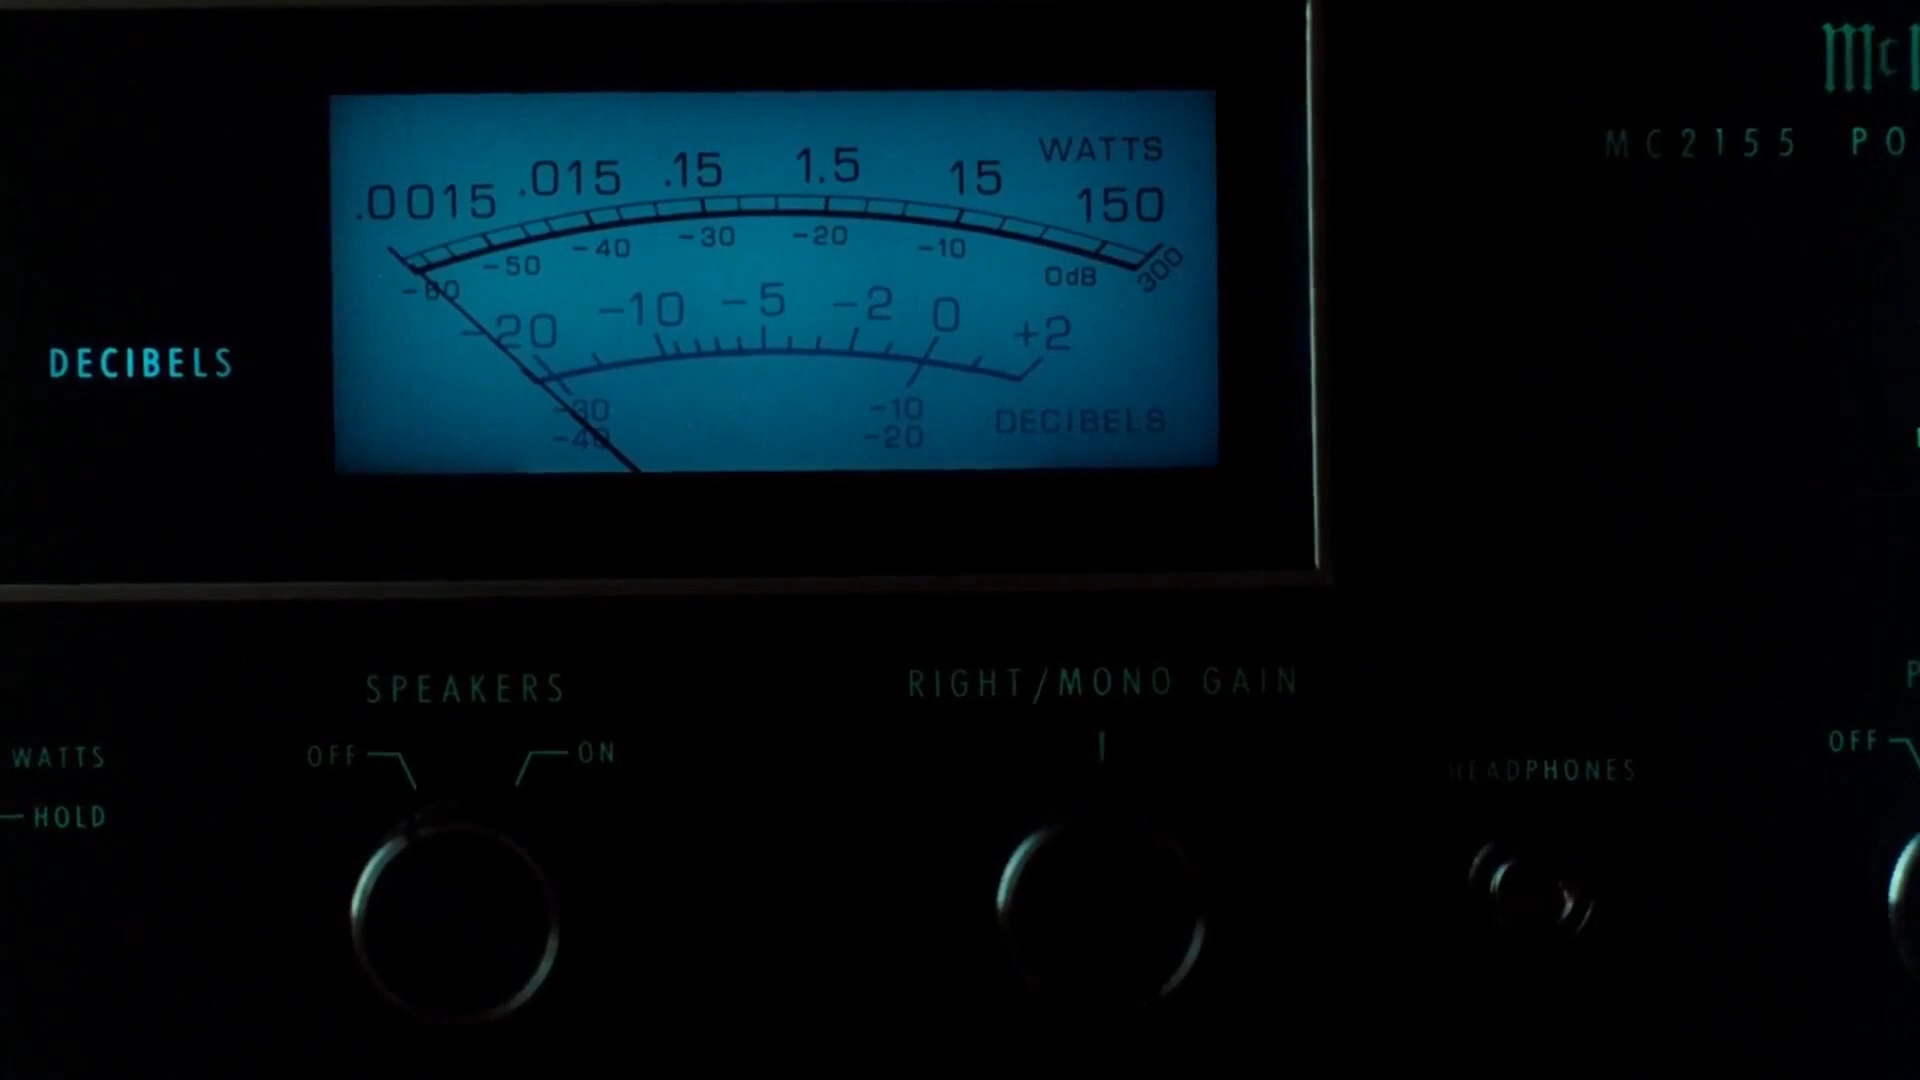 McI
MC2155 PO
WATTS
.0015 .015 .15 1.5 15 150
-60 -50 -40 -30 -20 -10 0dB 300
-20 -10 -5 -2 0 +2
-30 -10
-40 -20
DECIBELS
DECIBELS
SPEAKERS
OFF ON
RIGHT/MONO GAIN
WATTS
HOLD
HEADPHONES
OFF